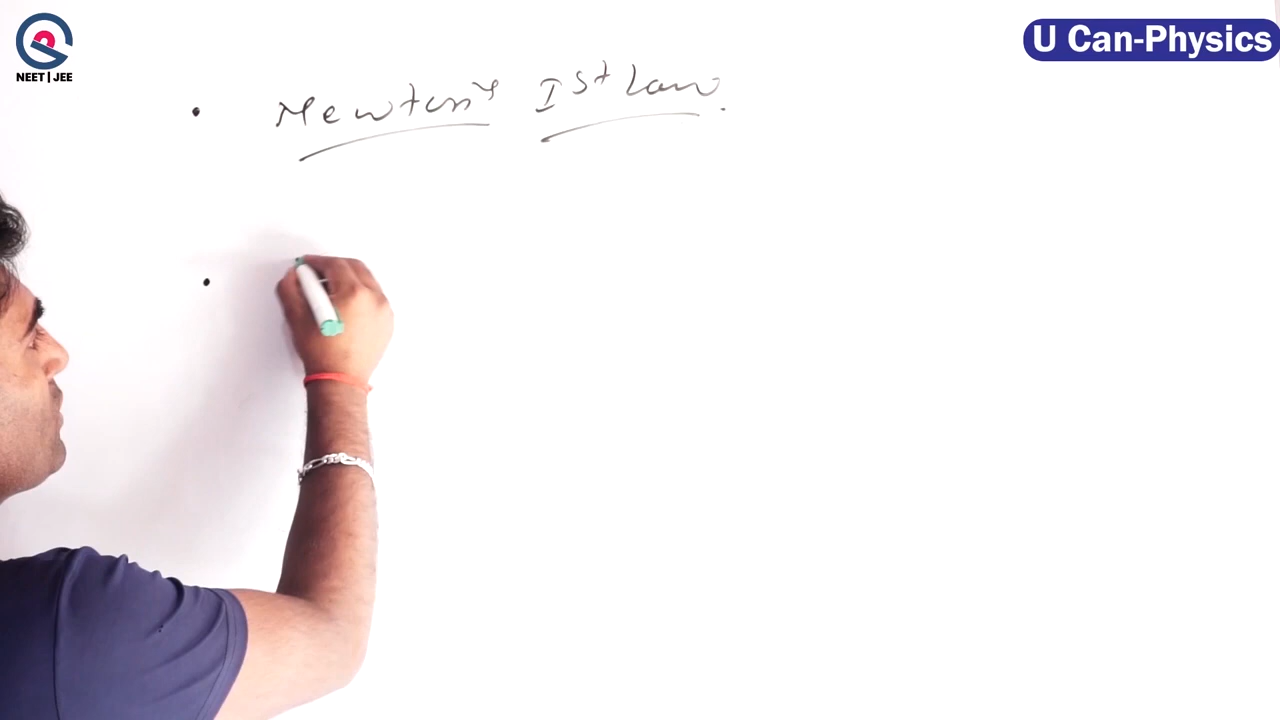 NEET | JEE
U Can-Physics
• Newton's Ist Law.
•